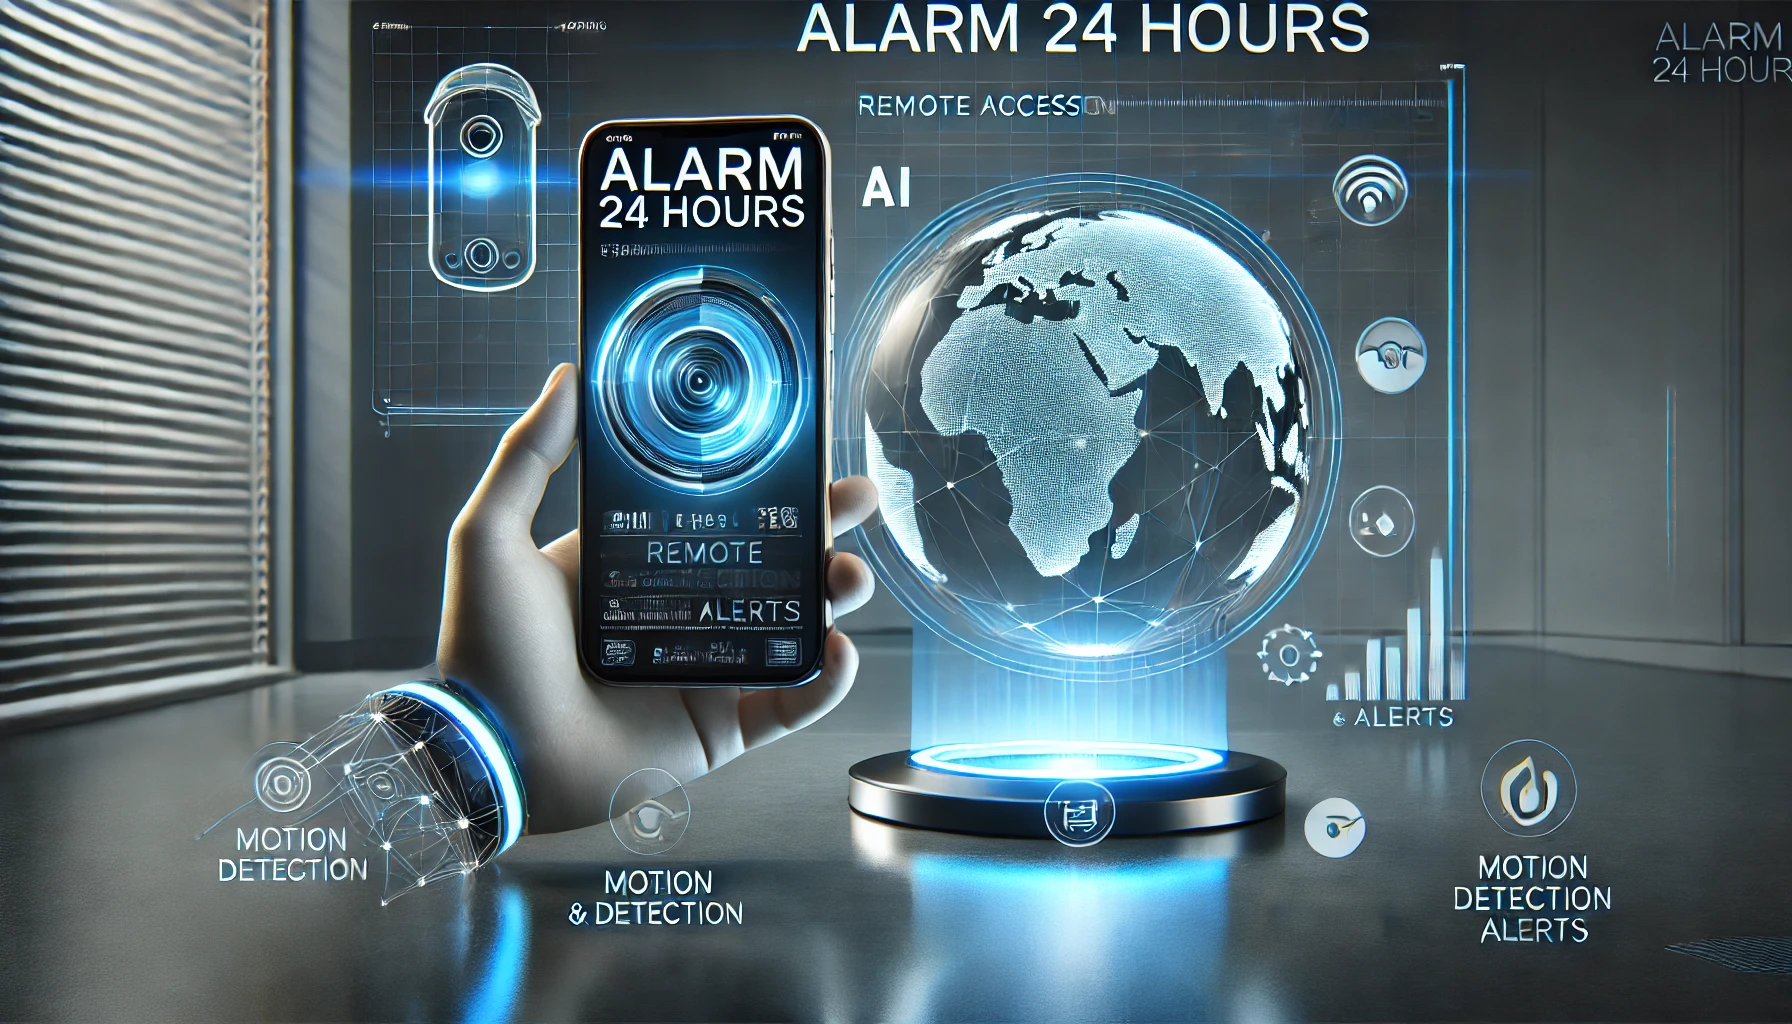 ALARM 24 HOURS
ALARM
24 HOUR
REMOTE ACCESS
AI
ALARM
24 HOURS
REMOTE
ALERTS
& ALERTS
MOTION
DETECTION
MOTION
& DETECTION
MOTION
DETECTION
ALERTS